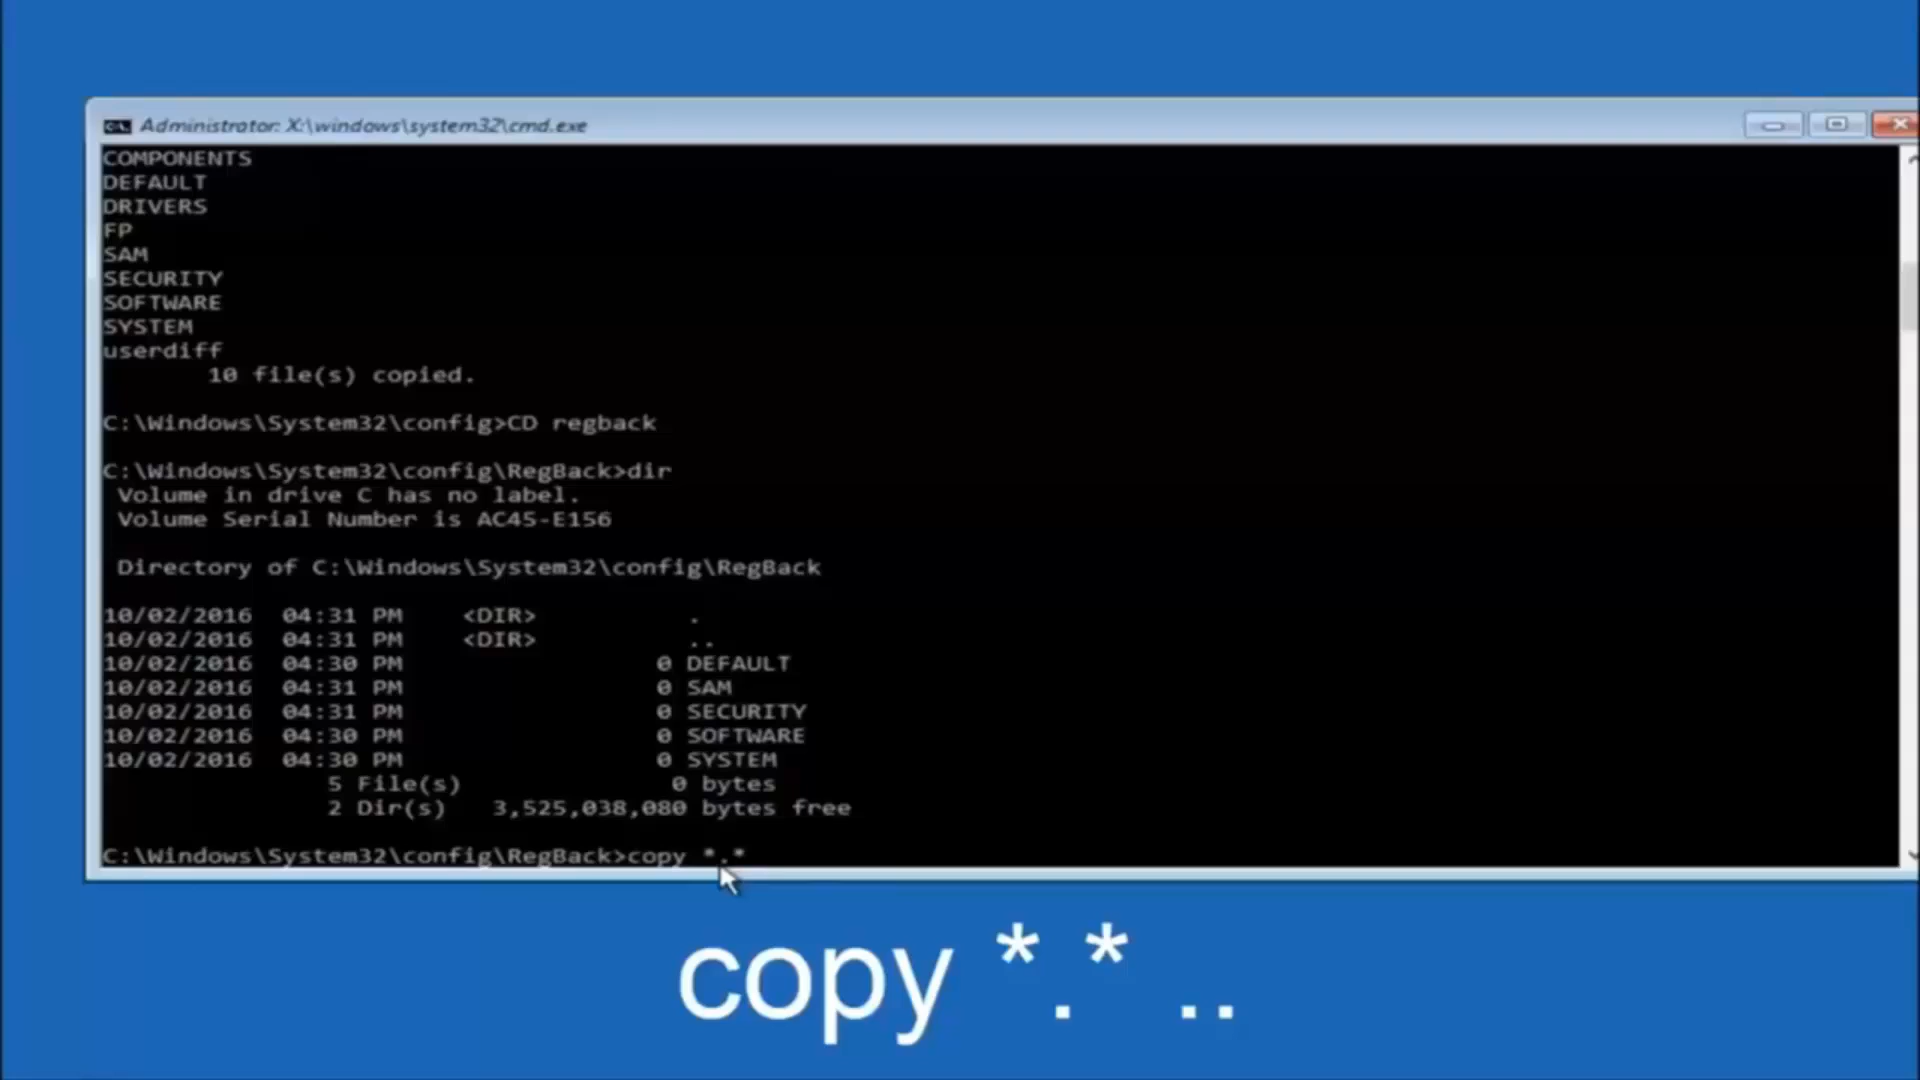 Administrator: X:\windows\system32\cmd.exe
COMPONENTS
DEFAULT
DRIVERS
FP
SAM
SECURITY
SOFTWARE
SYSTEM
userdiff
10 file(s) copied.
C:\Windows\System32\config>CD regback
C:\Windows\System32\config\RegBack>dir
Volume in drive C has no label.
Volume Serial Number is AC45-E156
Directory of C:\Windows\System32\config\RegBack
10/02/2016 04:31 PM <DIR> .
10/02/2016 04:31 PM <DIR> ..
10/02/2016 04:30 PM 0 DEFAULT
10/02/2016 04:31 PM 0 SAM
10/02/2016 04:31 PM 0 SECURITY
10/02/2016 04:30 PM 0 SOFTWARE
10/02/2016 04:30 PM 0 SYSTEM
5 File(s) 0 bytes
2 Dir(s) 3,525,038,080 bytes free
C:\Windows\System32\config\RegBack>copy *.*
copy *.* ..